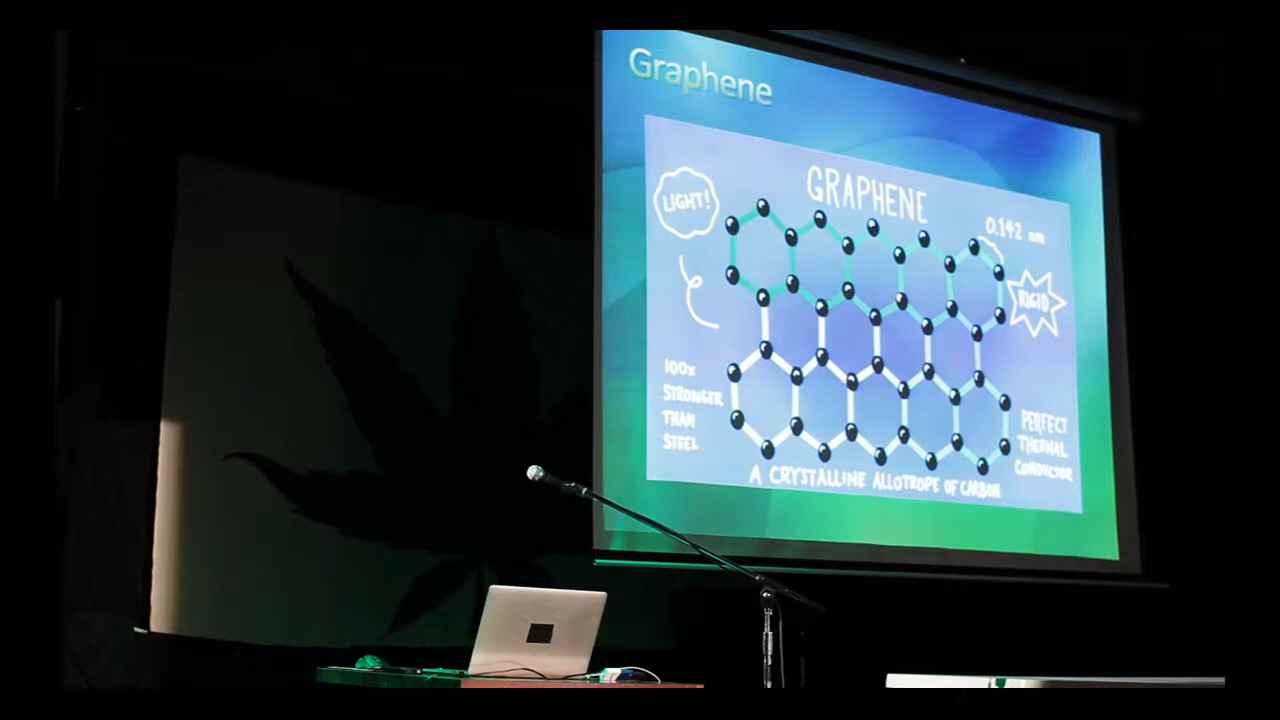 Graphene
GRAPHENE
LIGHT!
0.142 nm
RIGID
100x
STRONGER
THAN
STEEL
PERFECT
THERMAL
CONDUCTOR
A CRYSTALLINE ALLOTROPE OF CARBON